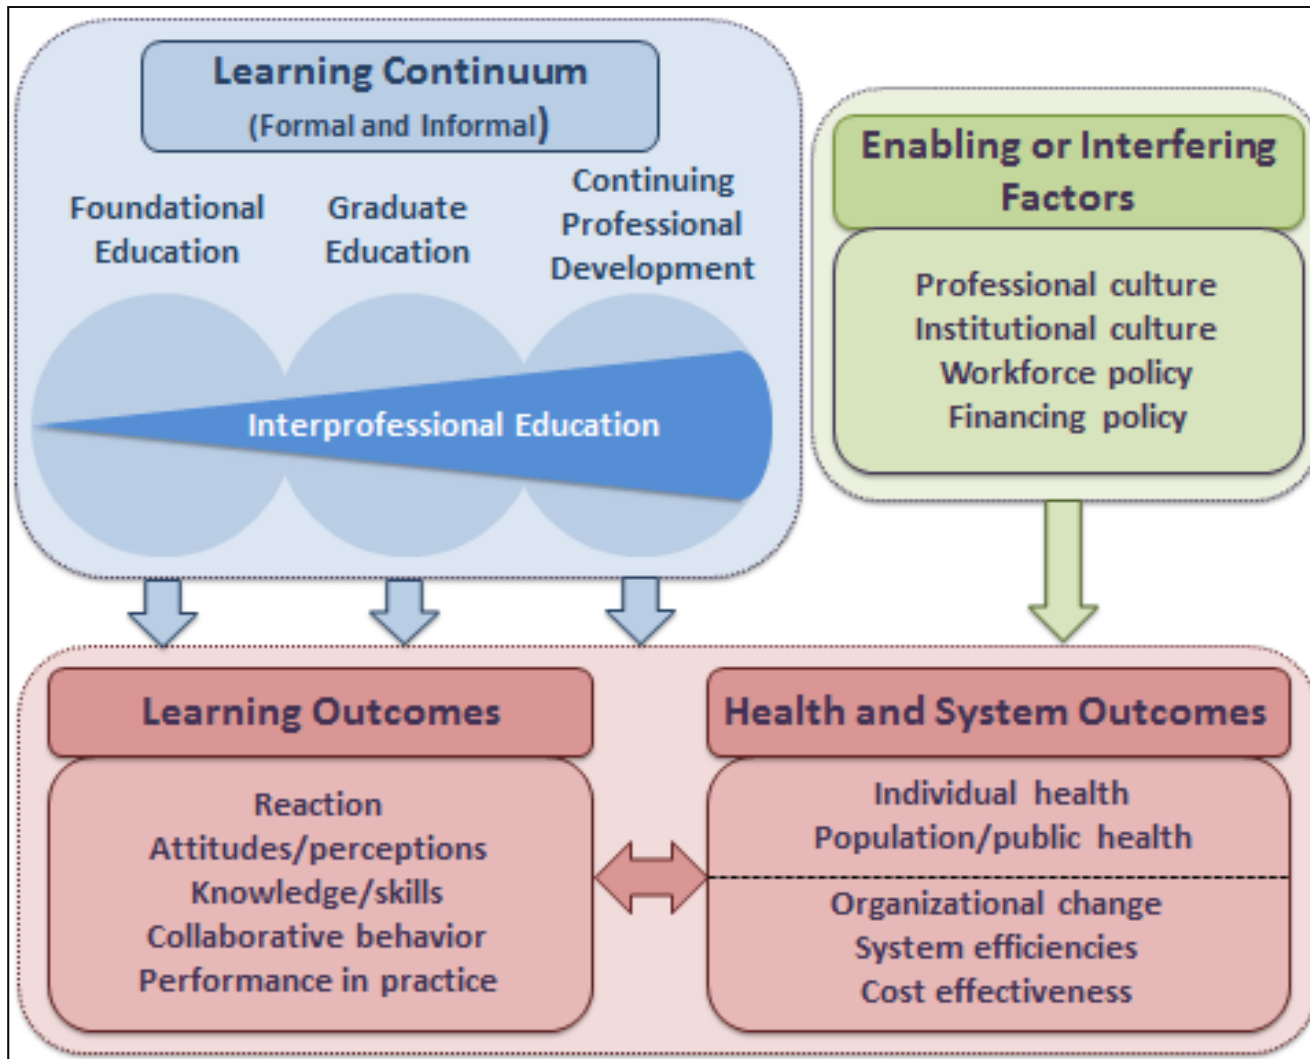 Learning Continuum
(Formal and Informal)
Foundational
Education
Graduate
Education
Continuing
Professional
Development
Interprofessional Education
Enabling or Interfering
Factors
Professional culture
Institutional culture
Workforce policy
Financing policy
Learning Outcomes
Reaction
Attitudes/perceptions
Knowledge/skills
Collaborative behavior
Performance in practice
Health and System Outcomes
Individual health
Population/public health
Organizational change
System efficiencies
Cost effectiveness